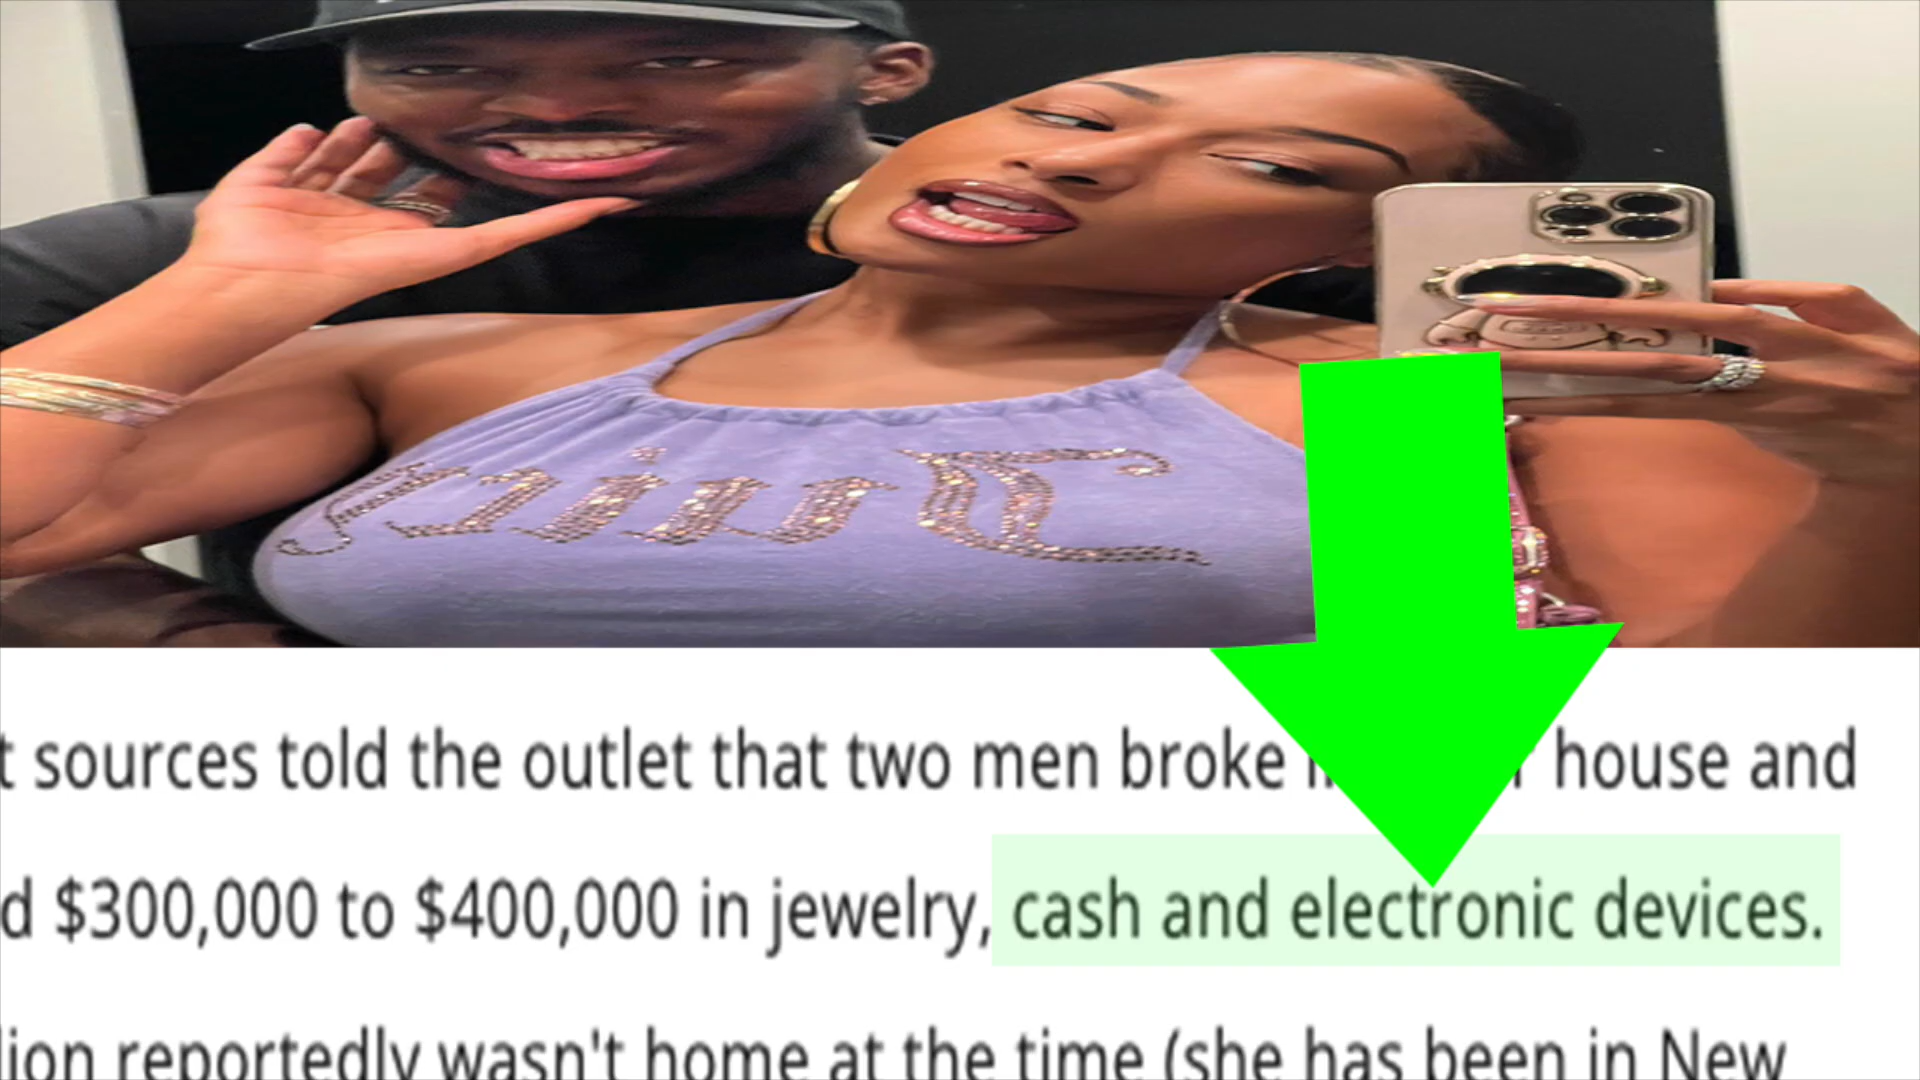 Juicy
t sources told the outlet that two men broke house and
d $300,000 to $400,000 in jewelry, cash and electronic devices.
lion reportedly wasn't home at the time (she has been in New